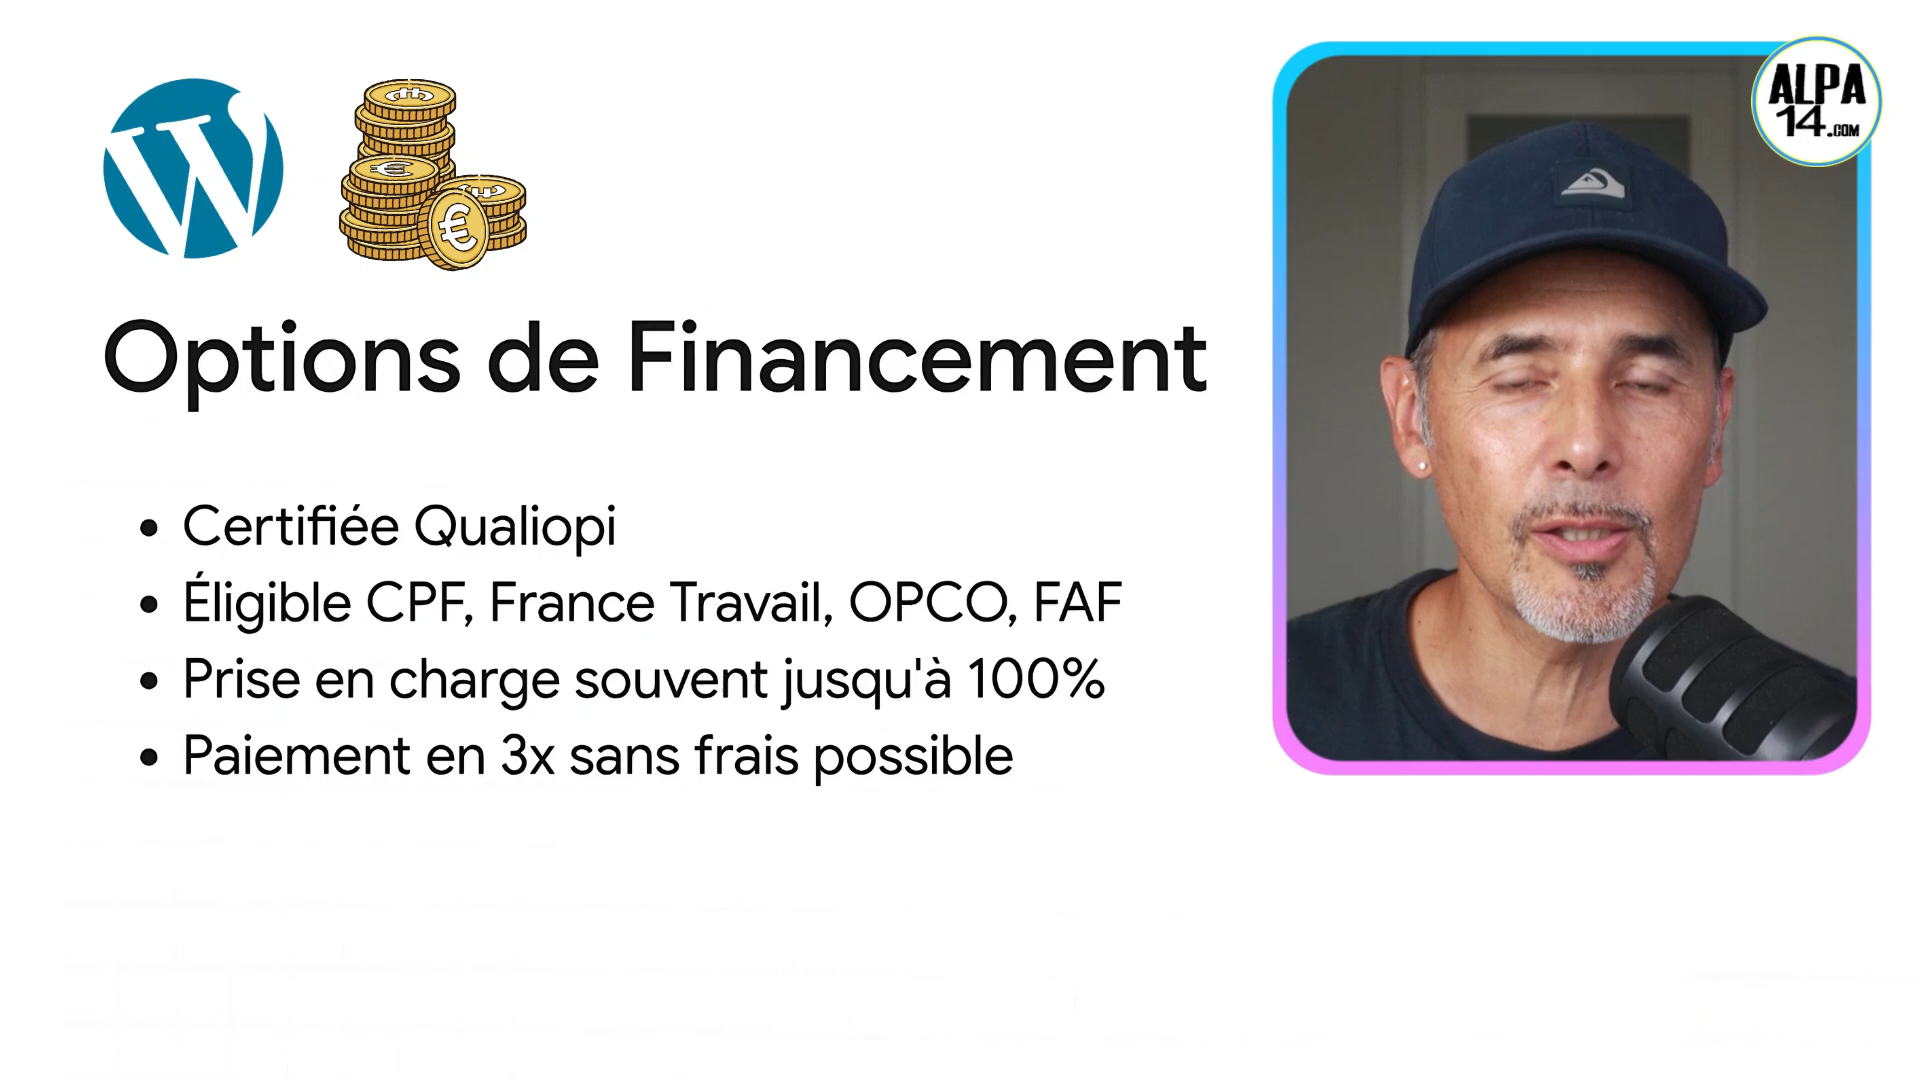 ALPA
14.COM
Options de Financement
• Certifiée Qualiopi
• Éligible CPF, France Travail, OPCO, FAF
• Prise en charge souvent jusqu'à 100%
• Paiement en 3x sans frais possible